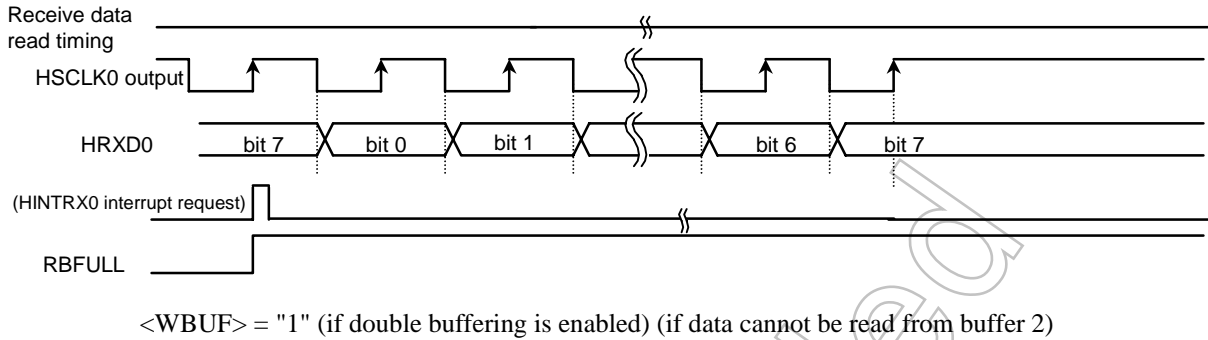 Receive data
read timing
HSCLK0 output
HRXD0 bit 7 bit 0 bit 1 bit 6 bit 7
(HINTRX0 interrupt request)
RBFULL
<WBUF> = "1" (if double buffering is enabled) (if data cannot be read from buffer 2)